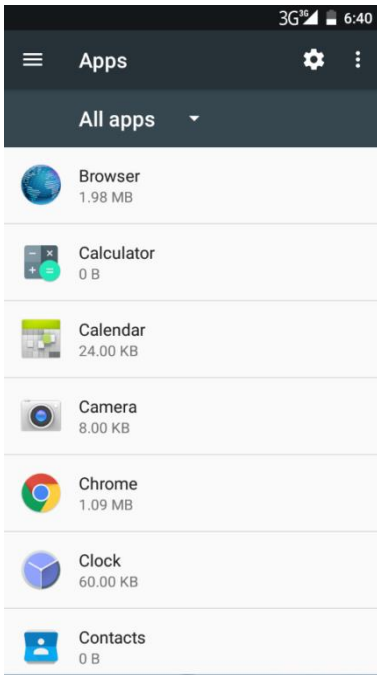 3G 3G 6:40
Apps
All apps
Browser
1.98 MB
Calculator
0 B
Calendar
24.00 KB
Camera
8.00 KB
Chrome
1.09 MB
Clock
60.00 KB
Contacts
0 B